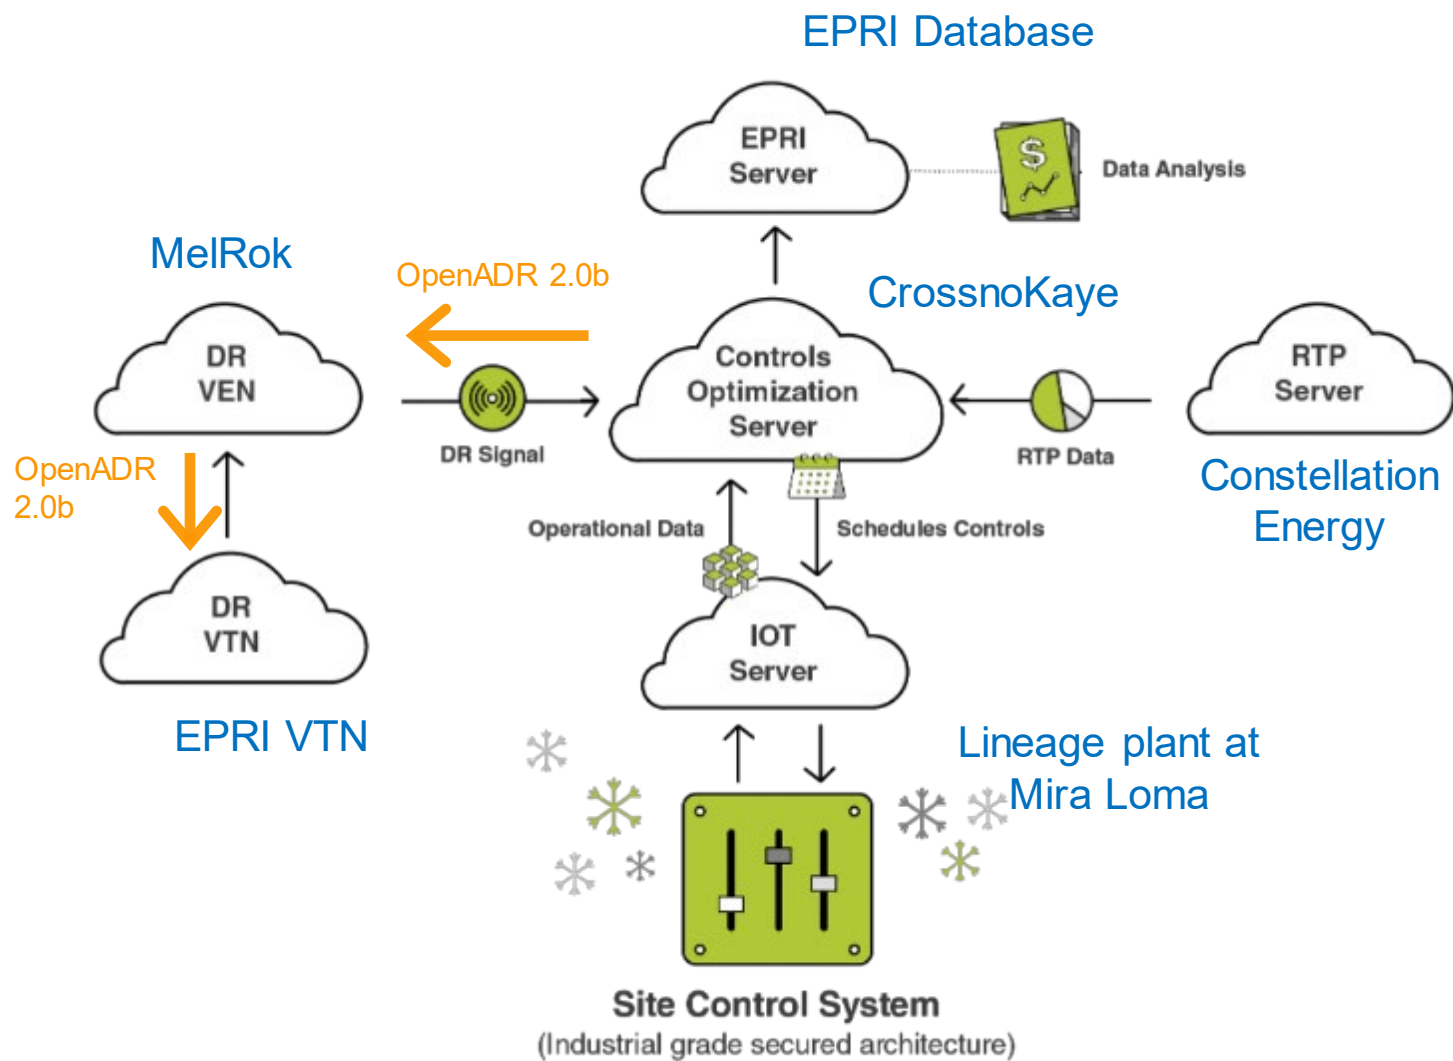 EPRI Database
EPRI
Server
$
Data Analysis
MelRok
OpenADR 2.0b
CrossnoKaye
DR
VEN
DR Signal
Controls
Optimization
Server
RTP Data
RTP
Server
OpenADR
2.0b
Constellation
Energy
Operational Data
Schedules Controls
DR
VTN
IOT
Server
EPRI VTN
Lineage plant at
Mira Loma
Site Control System
(Industrial grade secured architecture)